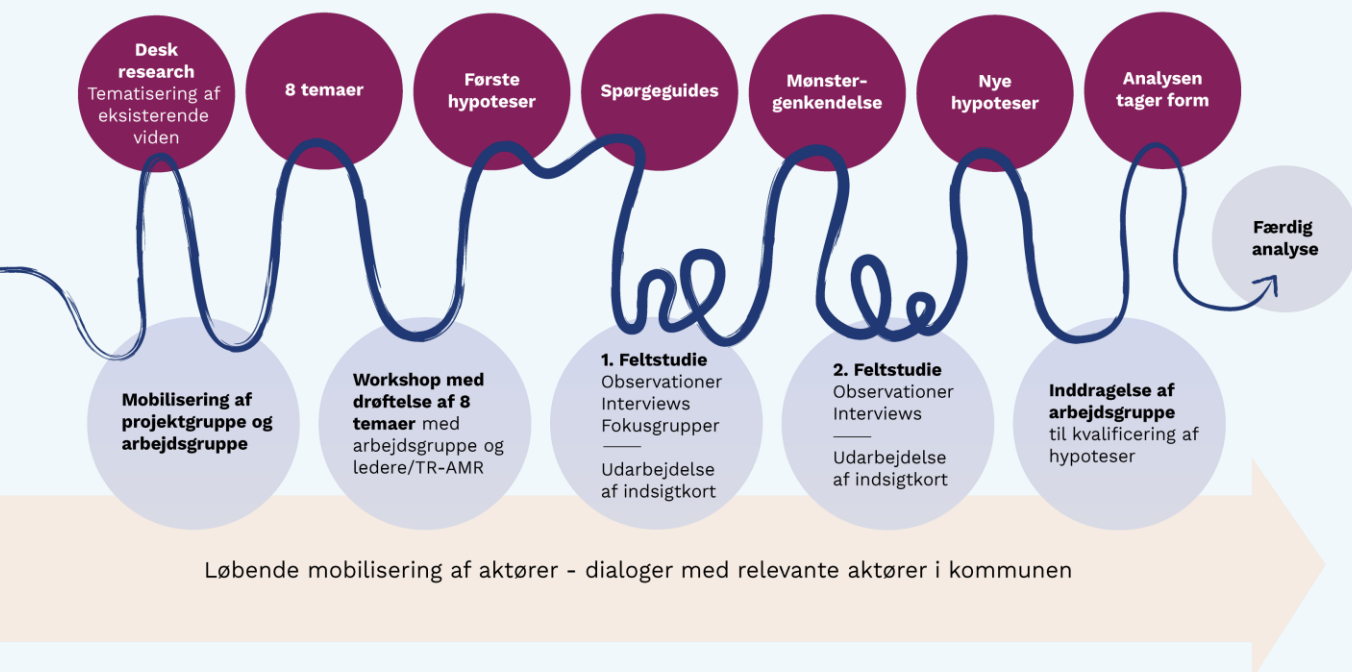 Desk
research
Tematisering af
eksisterende
viden
8 temaer
Første
hypoteser
Spørgeguides
Mønster-
genkendelse
Nye
hypoteser
Analysen
tager form
Færdig
analyse
Mobilisering af
projektgruppe og
arbejdsgruppe
Workshop med
drøftelse af 8
temaer med
arbejdsgruppe og
ledere/TR-AMR
1. Feltstudie
Observationer
Interviews
Fokusgrupper
Udarbejdelse
af indsigtkort
2. Feltstudie
Observationer
Interviews
Udarbejdelse
af indsigtkort
Inddragelse af
arbejdsgruppe
til kvalificering af
hypoteser
Løbende mobilisering af aktører - dialoger med relevante aktører i kommunen